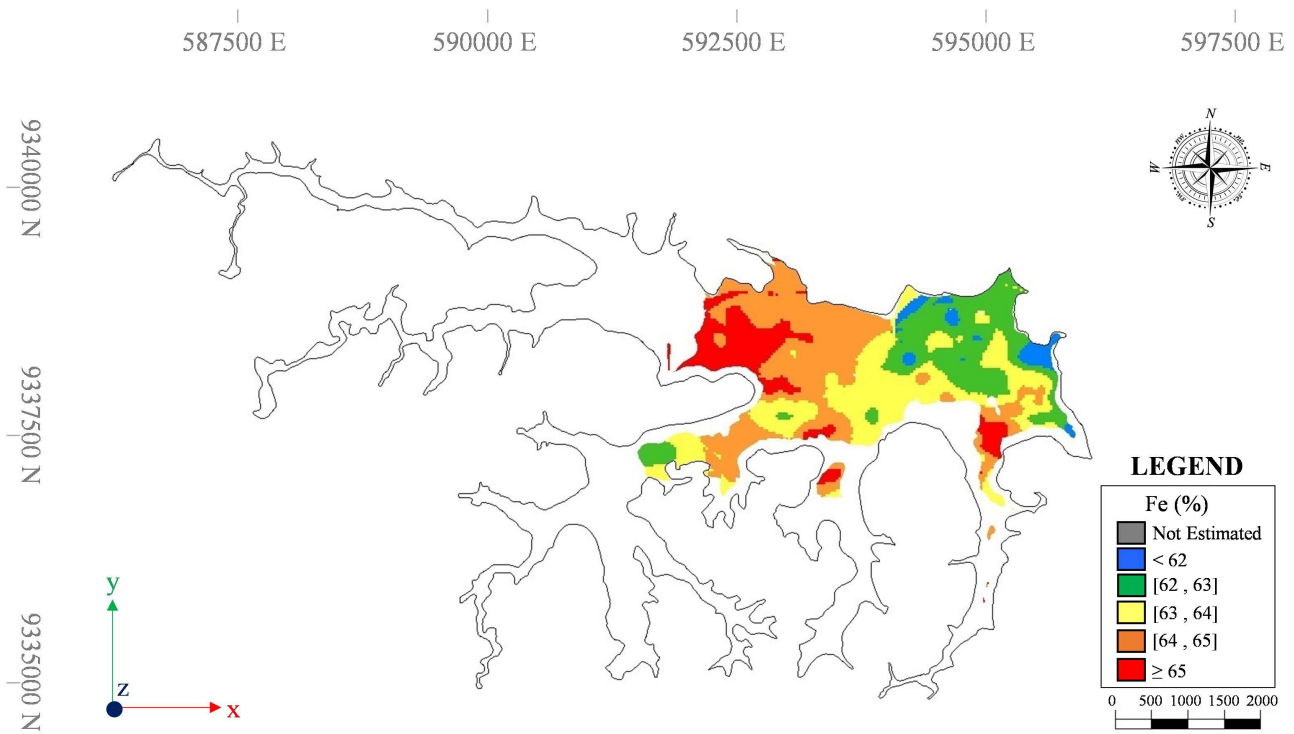 587500 E
590000 E
592500 E
595000 E
597500 E
9340000 N
9337500 N
9335000 N
N
W
E
S
y
z
x
LEGEND
Fe (%)
Not Estimated
< 62
[62 , 63]
[63 , 64]
[64 , 65]
≥ 65
0 500 1000 1500 2000